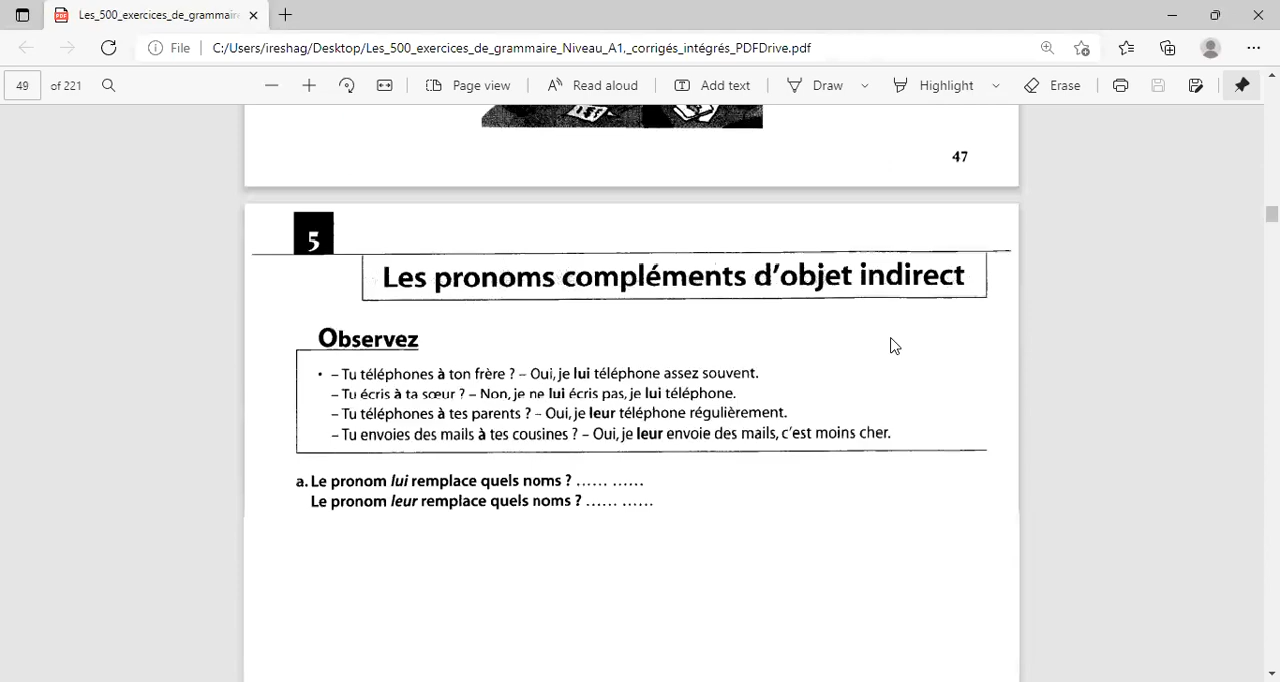 Les_500_exercices_de_grammair
File
C:/Users/ireshag/Desktop/Les_500_exercices_de_grammaire_Niveau_A1._corrigés_intégrés_PDFDrive.pdf
49 of 221
Page view
Read aloud
Add text
Draw
Highlight
Erase
47
5
Les pronoms compléments d'objet indirect
Observez
• – Tu téléphones à ton frère ? – Oui, je lui téléphone assez souvent.
– Tu écris à ta sœur ? – Non, je ne lui écris pas, je lui téléphone.
– Tu téléphones à tes parents ? – Oui, je leur téléphone régulièrement.
– Tu envoies des mails à tes cousines ? – Oui, je leur envoie des mails, c'est moins cher.
a. Le pronom lui remplace quels noms ? ...... ......
Le pronom leur remplace quels noms ? ...... ......